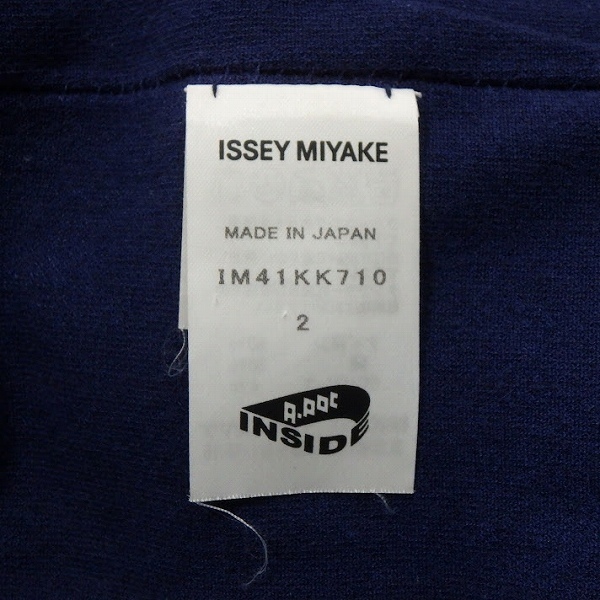 ISSEY MIYAKE
MADE IN JAPAN
IM41KK710
2
A-POC
INSIDE